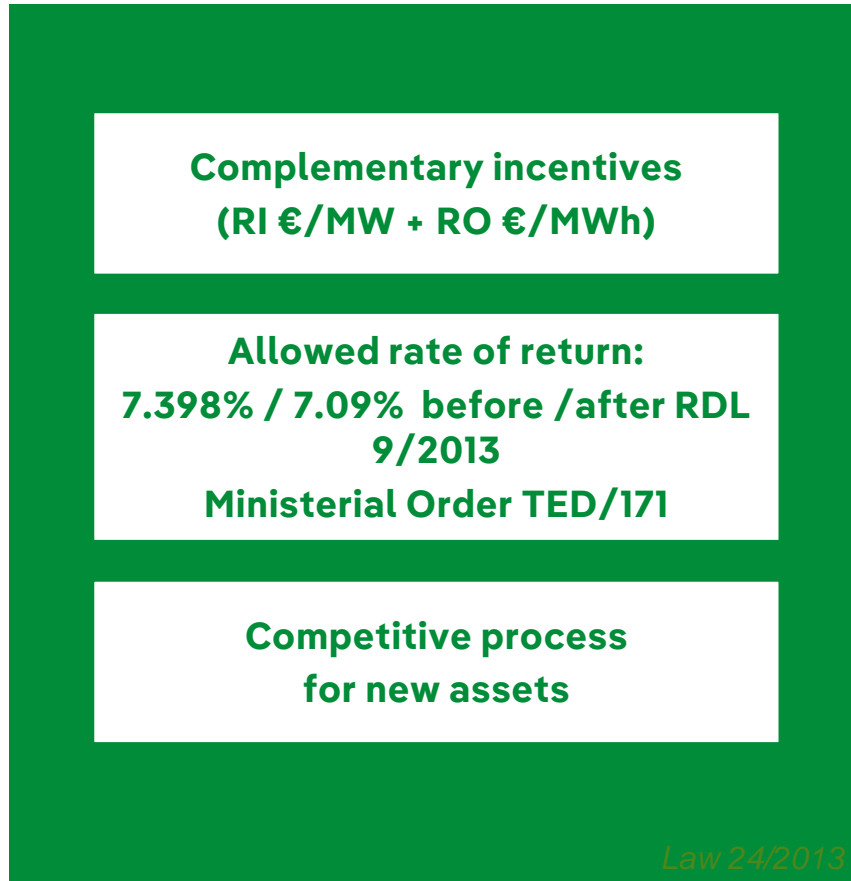 Complementary incentives
(RI €/MW + RO €/MWh)
Allowed rate of return:
7.398% / 7.09%  before /after RDL
9/2013
Ministerial Order TED/171
Competitive process
for new assets
Law 24/2013